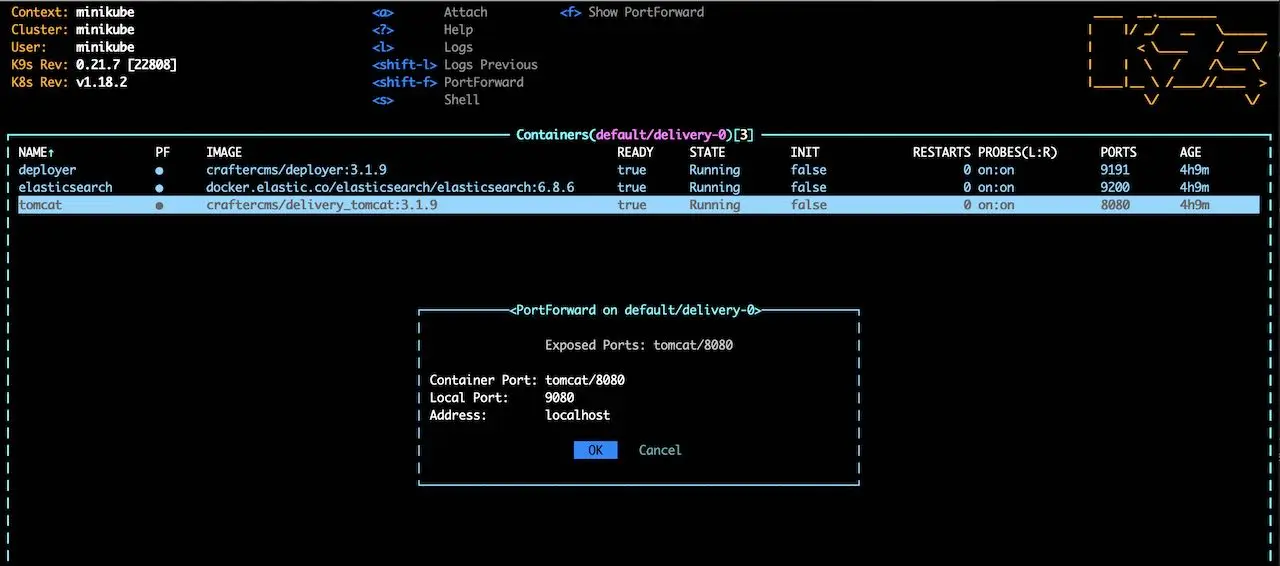 Context: minikube <a> Attach <f> Show PortForward
Cluster: minikube <?> Help
User: minikube <l> Logs
K9s Rev: 0.21.7 [22808] <shift-l> Logs Previous
K8s Rev: v1.18.2 <shift-f> PortForward
<s> Shell
Containers(default/delivery-0)[3]
NAME↑ PF IMAGE READY STATE INIT RESTARTS PROBES(L:R) PORTS AGE
deployer ● craftercms/deployer:3.1.9 true Running false 0 on:on 9191 4h9m
elasticsearch ● docker.elastic.co/elasticsearch/elasticsearch:6.8.6 true Running false 0 on:on 9200 4h9m
tomcat ● craftercms/delivery_tomcat:3.1.9 true Running false 0 on:on 8080 4h9m
<PortForward on default/delivery-0>
Exposed Ports: tomcat/8080
Container Port: tomcat/8080
Local Port: 9080
Address: localhost
OK Cancel